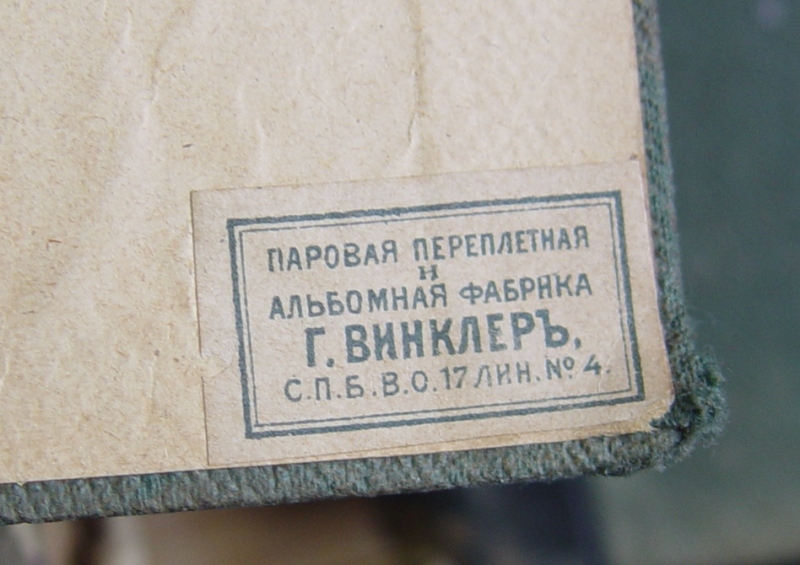 ПАРОВАЯ ПЕРЕПЛЕТНАЯ
И
АЛЬБОМНАЯ ФАБРИКА
Г. ВИНКЛЕРЪ,
С.П.Б. В.О. 17 ЛИН. № 4.